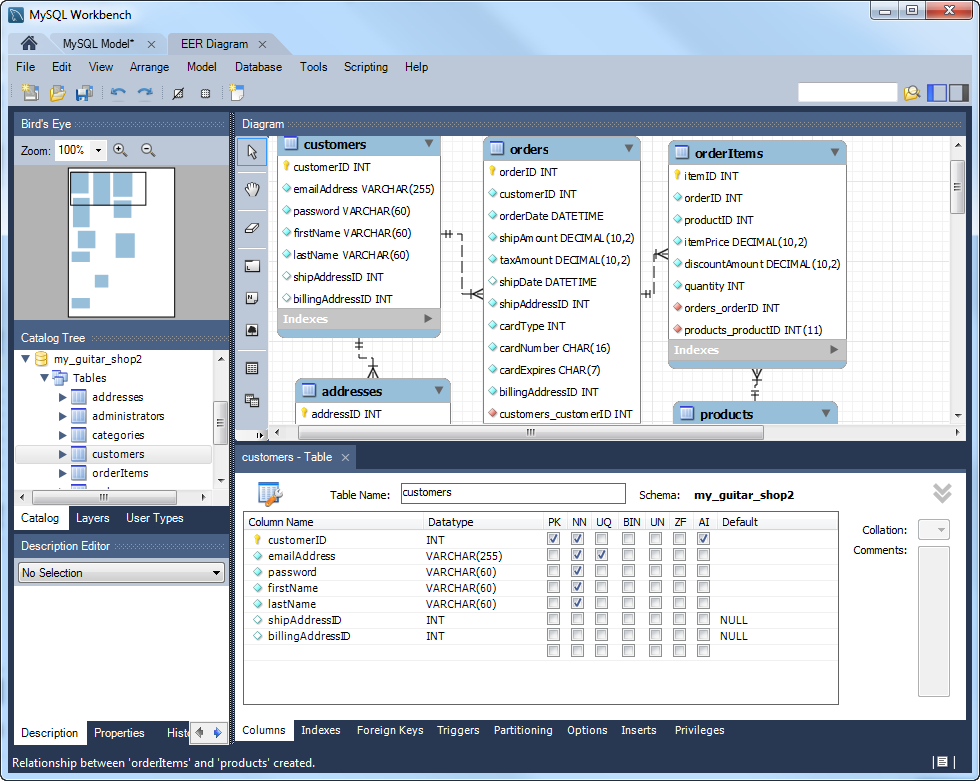 MySQL Workbench
MySQL Model*
EER Diagram
File Edit View Arrange Model Database Tools Scripting Help
Bird's Eye
Zoom: 100%
Catalog Tree
my_guitar_shop2
Tables
addresses
administrators
categories
customers
orderItems
Catalog Layers User Types
Description Editor
No Selection
Description Properties Histo
Diagram
customers
customerID INT
emailAddress VARCHAR(255)
password VARCHAR(60)
firstName VARCHAR(60)
lastName VARCHAR(60)
shipAddressID INT
billingAddressID INT
Indexes
addresses
addressID INT
orders
orderID INT
customerID INT
orderDate DATETIME
shipAmount DECIMAL(10,2)
taxAmount DECIMAL(10,2)
shipDate DATETIME
shipAddressID INT
cardType INT
cardNumber CHAR(16)
cardExpires CHAR(7)
billingAddressID INT
customers_customerID INT
orderItems
itemID INT
orderID INT
productID INT
itemPrice DECIMAL(10,2)
discountAmount DECIMAL(10,2)
quantity INT
orders_orderID INT
products_productID INT(11)
Indexes
products
customers - Table
Table Name: customers Schema: my_guitar_shop2
Column Name Datatype PK NN UQ BIN UN ZF AI Default
customerID INT
emailAddress VARCHAR(255)
password VARCHAR(60)
firstName VARCHAR(60)
lastName VARCHAR(60)
shipAddressID INT NULL
billingAddressID INT NULL
Collation:
Comments:
Columns Indexes Foreign Keys Triggers Partitioning Options Inserts Privileges
Relationship between 'orderItems' and 'products' created.